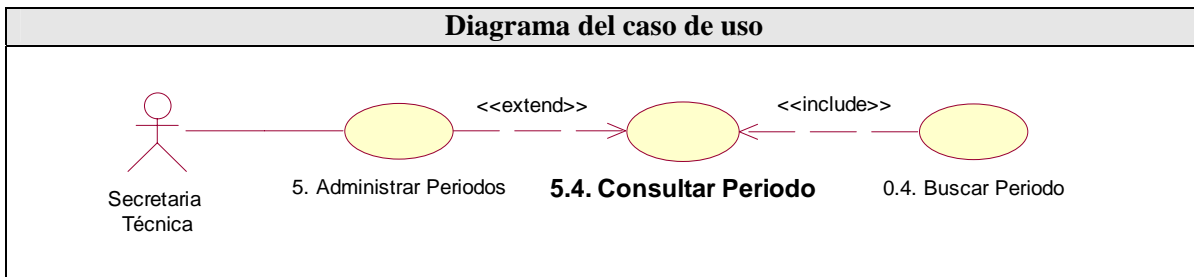 Diagrama del caso de uso
<<extend>>
<<include>>
Secretaria
Técnica
5. Administrar Periodos
5.4. Consultar Periodo
0.4. Buscar Periodo